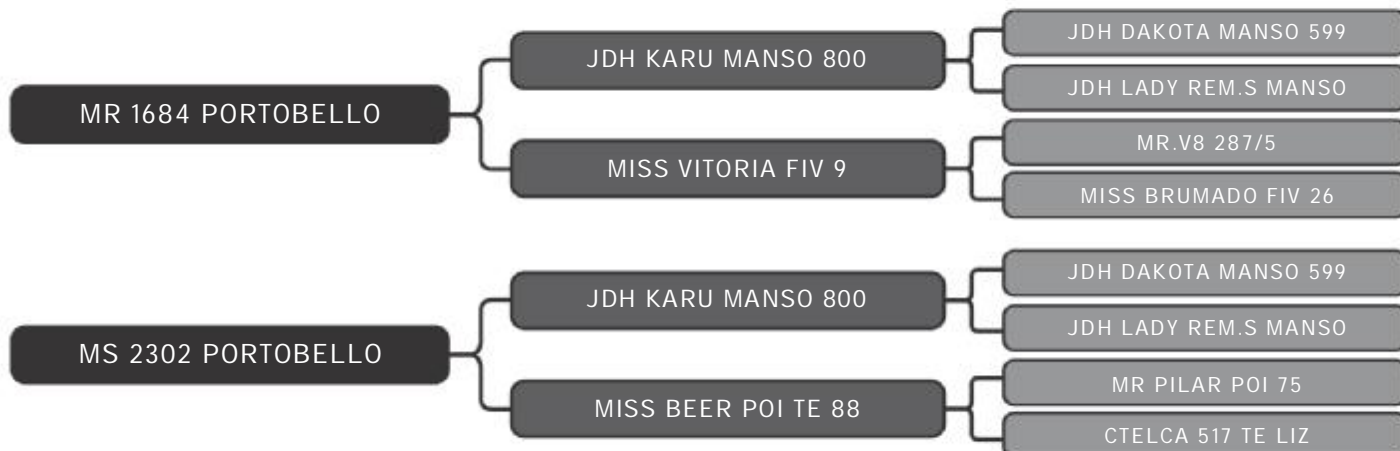 MR 1684 PORTOBELLO
JDH KARU MANSO 800
JDH DAKOTA MANSO 599
JDH LADY REM.S MANSO
MISS VITORIA FIV 9
MR.V8 287/5
MISS BRUMADO FIV 26
MS 2302 PORTOBELLO
JDH KARU MANSO 800
JDH DAKOTA MANSO 599
JDH LADY REM.S MANSO
MISS BEER POI TE 88
MR PILAR POI 75
CTELCA 517 TE LIZ